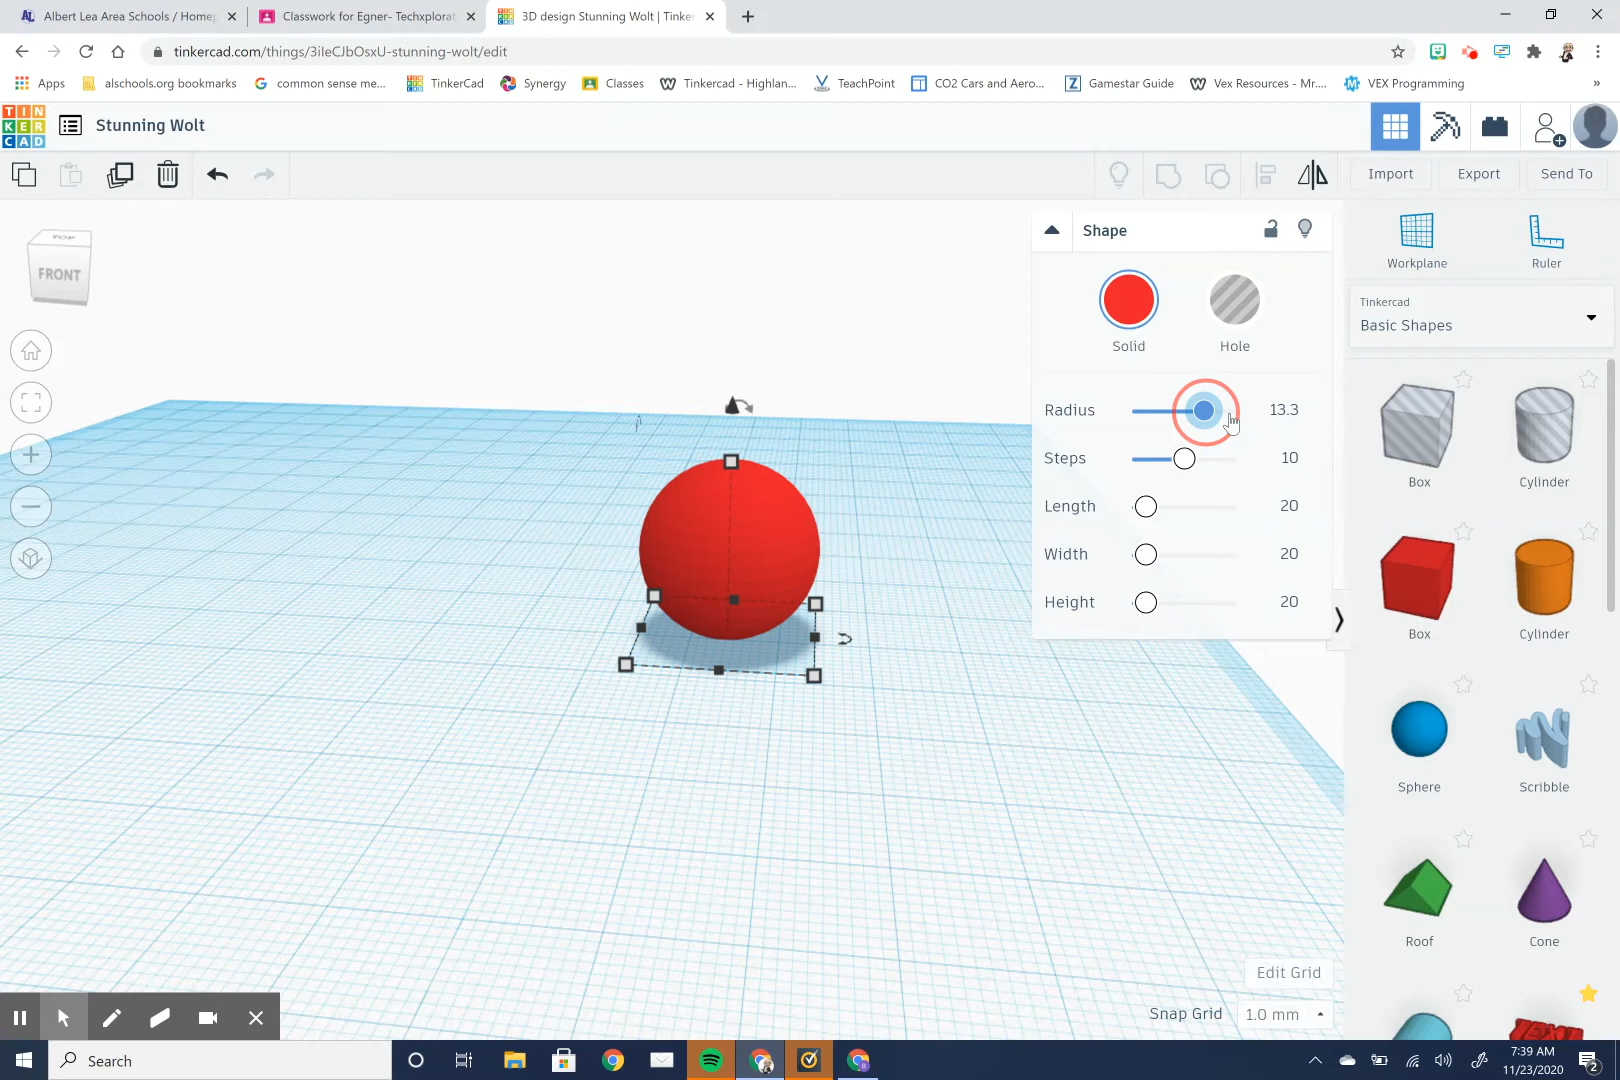 Albert Lea Area Schools / Homep
Classwork for Egner- Techxplorat
3D design Stunning Wolt | Tinker
tinkercad.com/things/3ileCJbOsxU-stunning-wolt/edit
Apps
alschools.org bookmarks
common sense me...
TinkerCad
Synergy
Classes
Tinkercad - Highlan...
TeachPoint
CO2 Cars and Aero...
Gamestar Guide
Vex Resources - Mr....
VEX Programming
TIN
KER
CAD
Stunning Wolt
Import
Export
Send To
TOP
FRONT
Shape
Solid
Hole
Radius 13.3
Steps 10
Length 20
Width 20
Height 20
Workplane
Ruler
Tinkercad
Basic Shapes
Box
Cylinder
Box
Cylinder
Sphere
Scribble
Roof
Cone
Edit Grid
Snap Grid 1.0 mm
Search
7:39 AM
11/23/2020
2